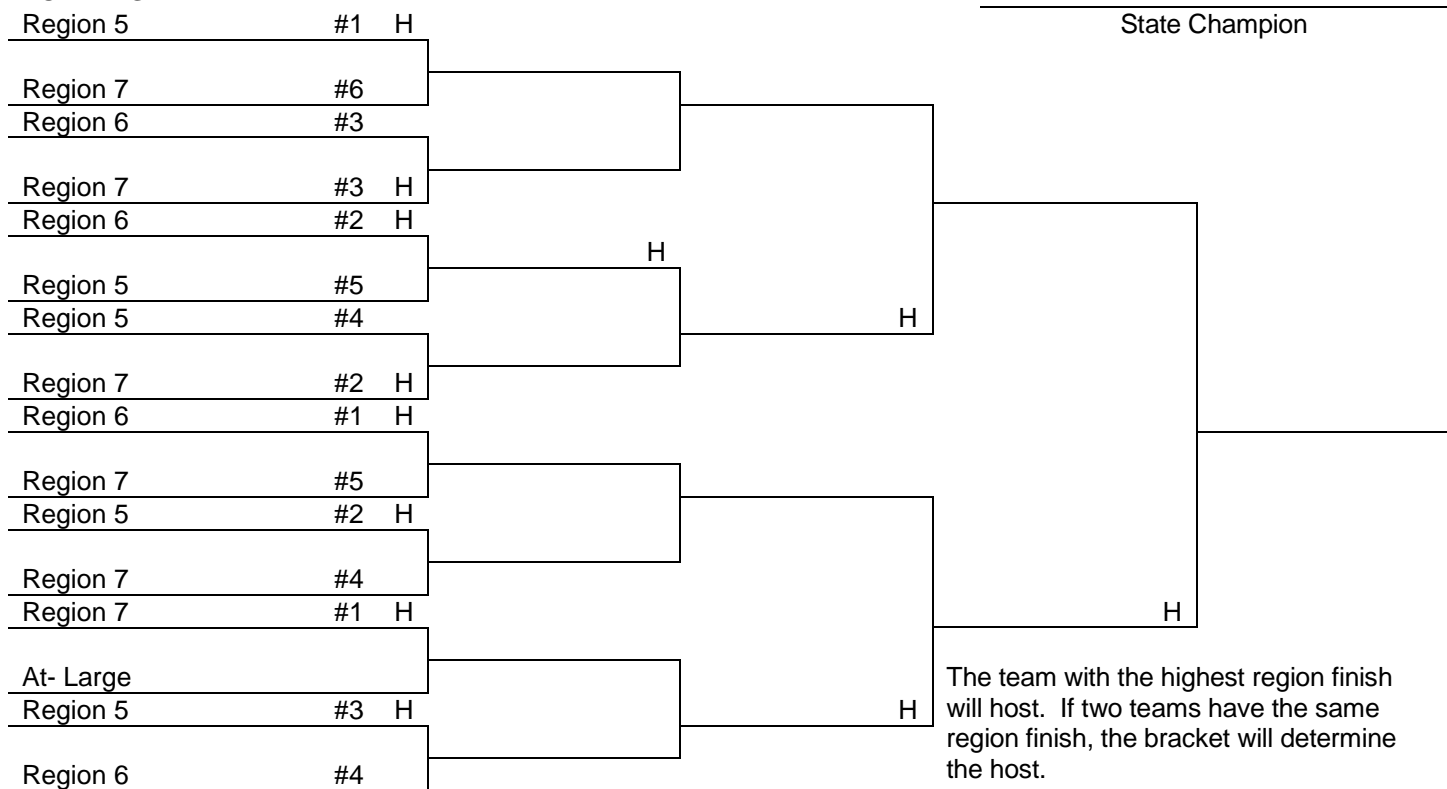 Region 5 #1 H
State Champion
Region 7 #6
Region 6 #3
Region 7 #3 H
Region 6 #2 H
H
Region 5 #5
Region 5 #4
H
Region 7 #2 H
Region 6 #1 H
Region 7 #5
Region 5 #2 H
Region 7 #4
Region 7 #1 H
H
At- Large
Region 5 #3 H
H
Region 6 #4
The team with the highest region finish
will host. If two teams have the same
region finish, the bracket will determine
the host.